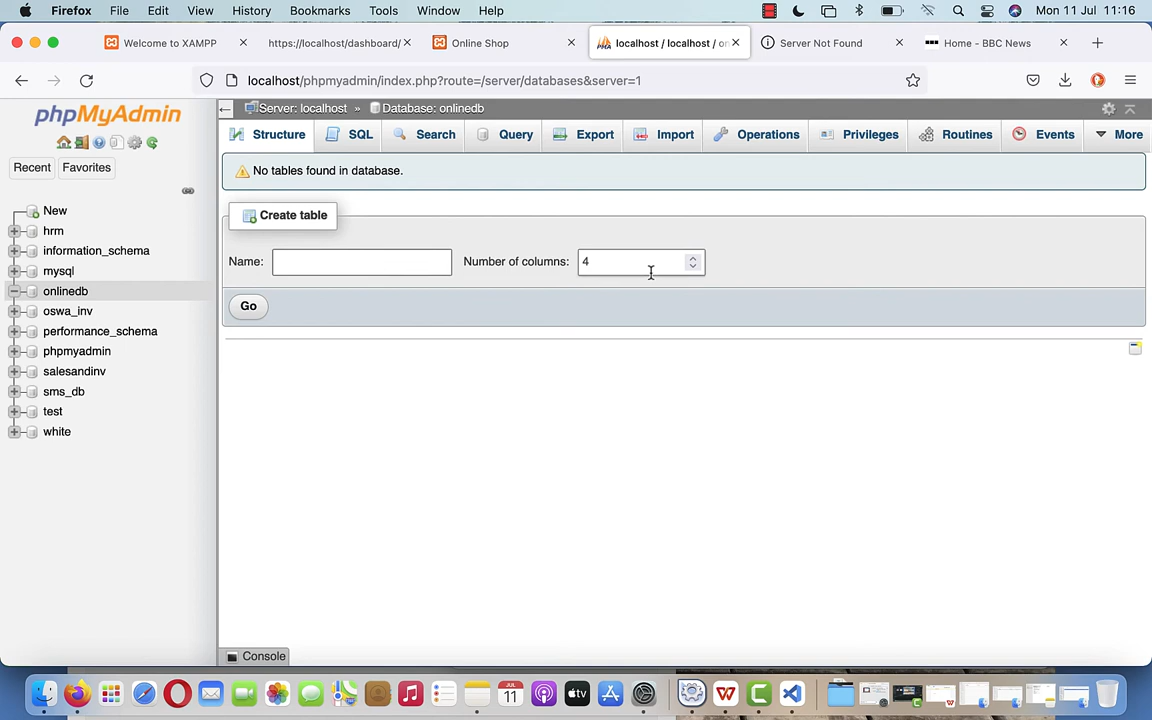 Firefox File Edit View History Bookmarks Tools Window Help Mon 11 Jul 11:16
Welcome to XAMPP https://localhost/dashboard/ Online Shop localhost / localhost / on Server Not Found Home - BBC News
localhost/phpmyadmin/index.php?route=/server/databases&server=1
phpMyAdmin
Recent Favorites
New
hrm
information_schema
mysql
onlinedb
oswa_inv
performance_schema
phpmyadmin
salesandinv
sms_db
test
white
Server: localhost » Database: onlinedb
Structure SQL Search Query Export Import Operations Privileges Routines Events More
No tables found in database.
Create table
Name: Number of columns: 4
Go
Console
JUL
11
tv